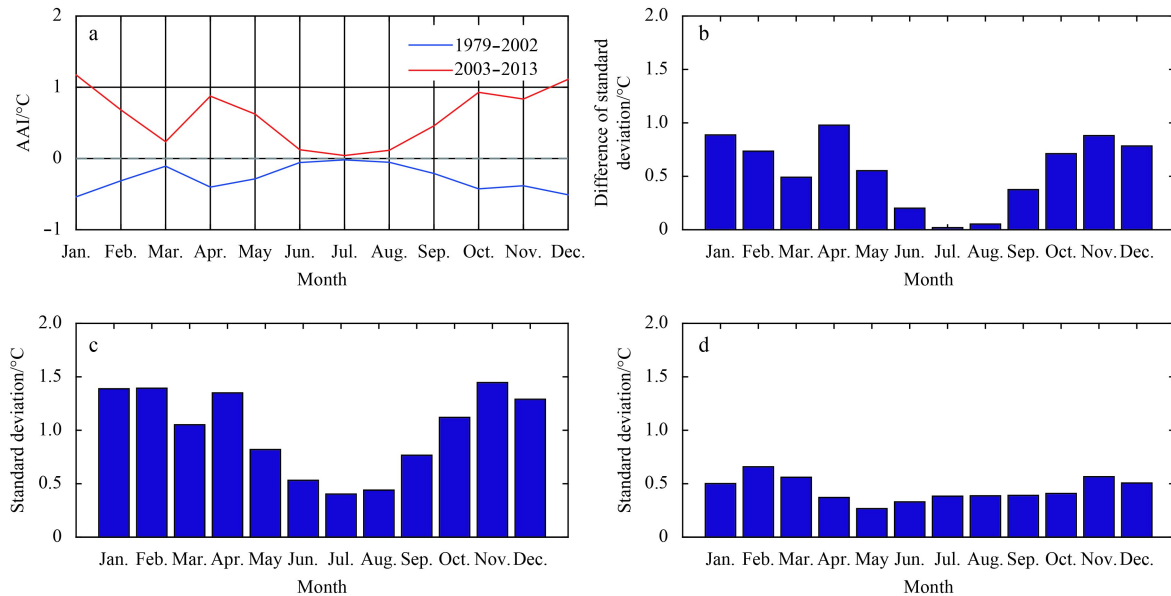 a
1979−2002
2003−2013
AAI/°C
2
1
0
−1
Jan. Feb. Mar. Apr. May Jun. Jul. Aug. Sep. Oct. Nov. Dec.
Month
b
Difference of standard
deviation/°C
2.0
1.5
1.0
0.5
0
Jan. Feb. Mar. Apr. May Jun. Jul. Aug. Sep. Oct. Nov. Dec.
Month
c
Standard deviation/°C
2.0
1.5
1.0
0.5
0
Jan. Feb. Mar. Apr. May Jun. Jul. Aug. Sep. Oct. Nov. Dec.
Month
d
Standard deviation/°C
2.0
1.5
1.0
0.5
0
Jan. Feb. Mar. Apr. May Jun. Jul. Aug. Sep. Oct. Nov. Dec.
Month